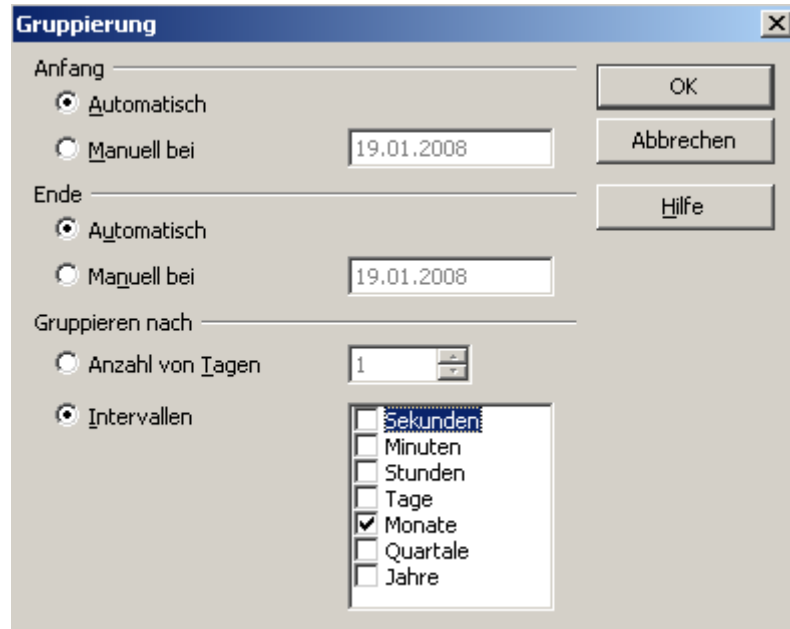 Gruppierung
Anfang
OK
Automatisch
Manuell bei 19.01.2008
Abbrechen
Ende
Hilfe
Automatisch
Manuell bei 19.01.2008
Gruppieren nach
Anzahl von Tagen 1
Intervallen
Sekunden
Minuten
Stunden
Tage
Monate
Quartale
Jahre